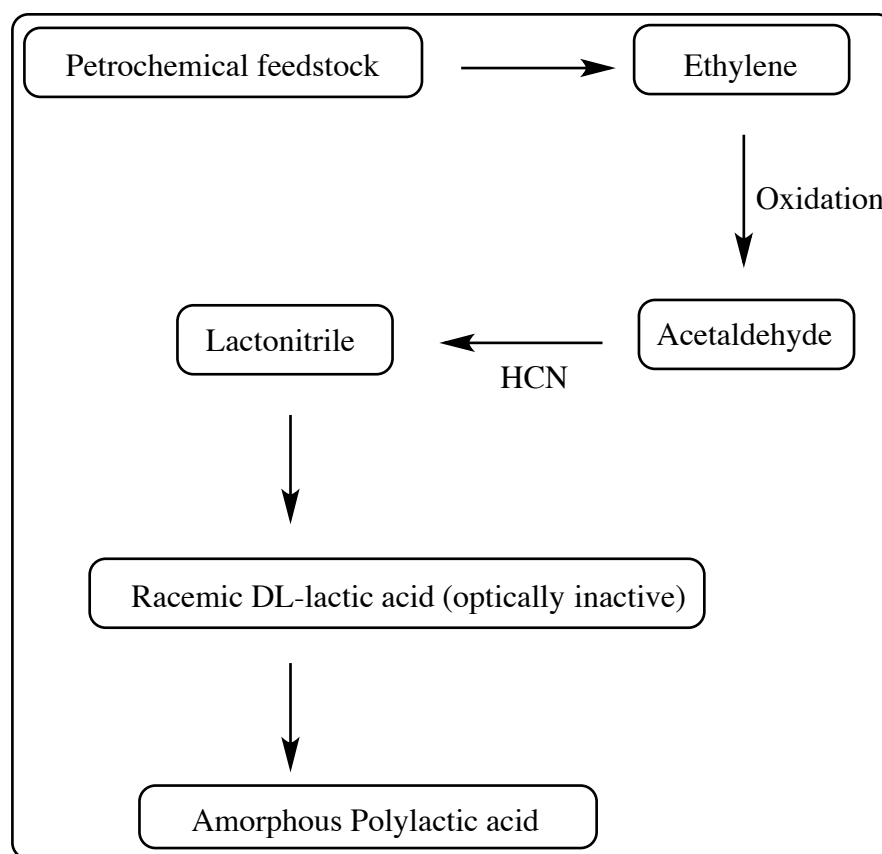 Petrochemical feedstock
Ethylene
Oxidation
Acetaldehyde
HCN
Lactonitrile
Racemic DL-lactic acid (optically inactive)
Amorphous Polylactic acid